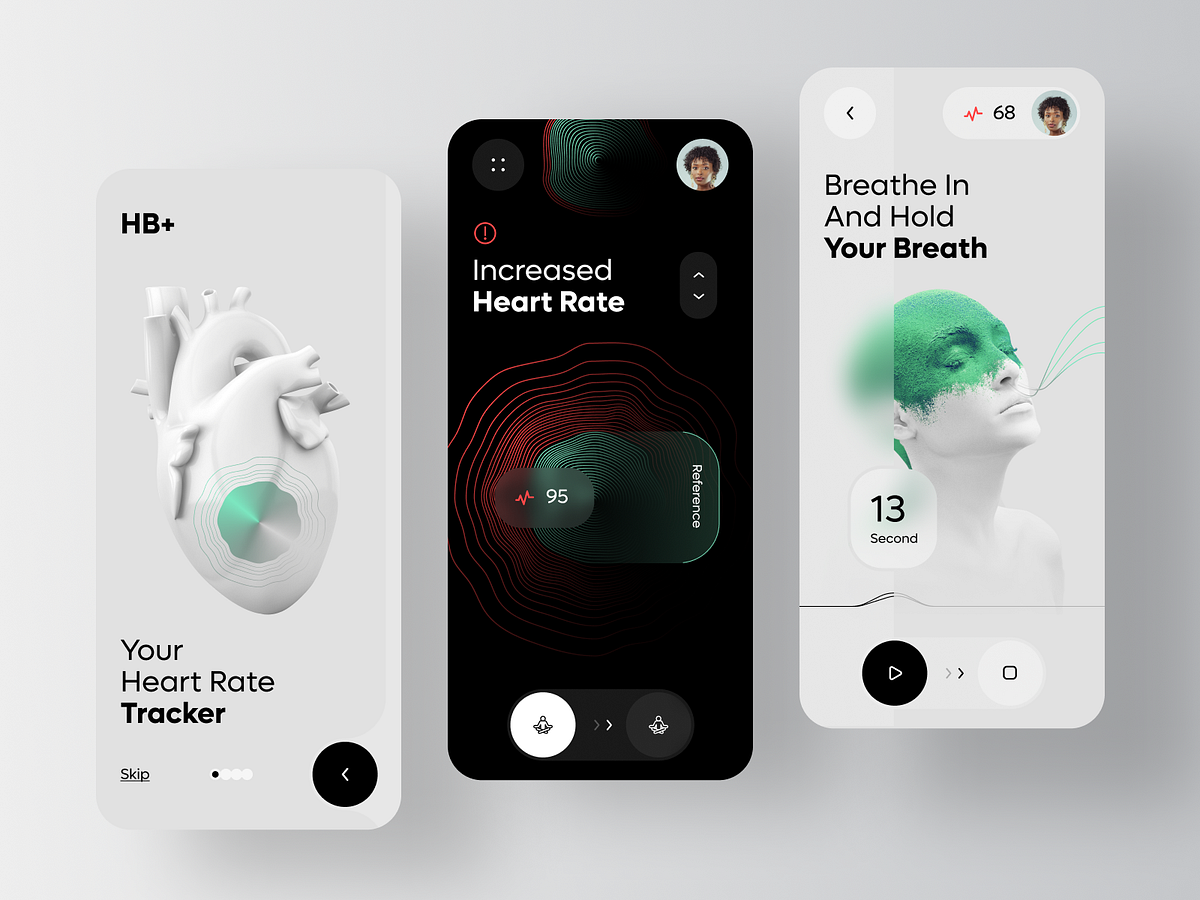 HB+
Your
Heart Rate
Tracker
Skip
Increased
Heart Rate
95
Reference
68
Breathe In
And Hold
Your Breath
13
Second